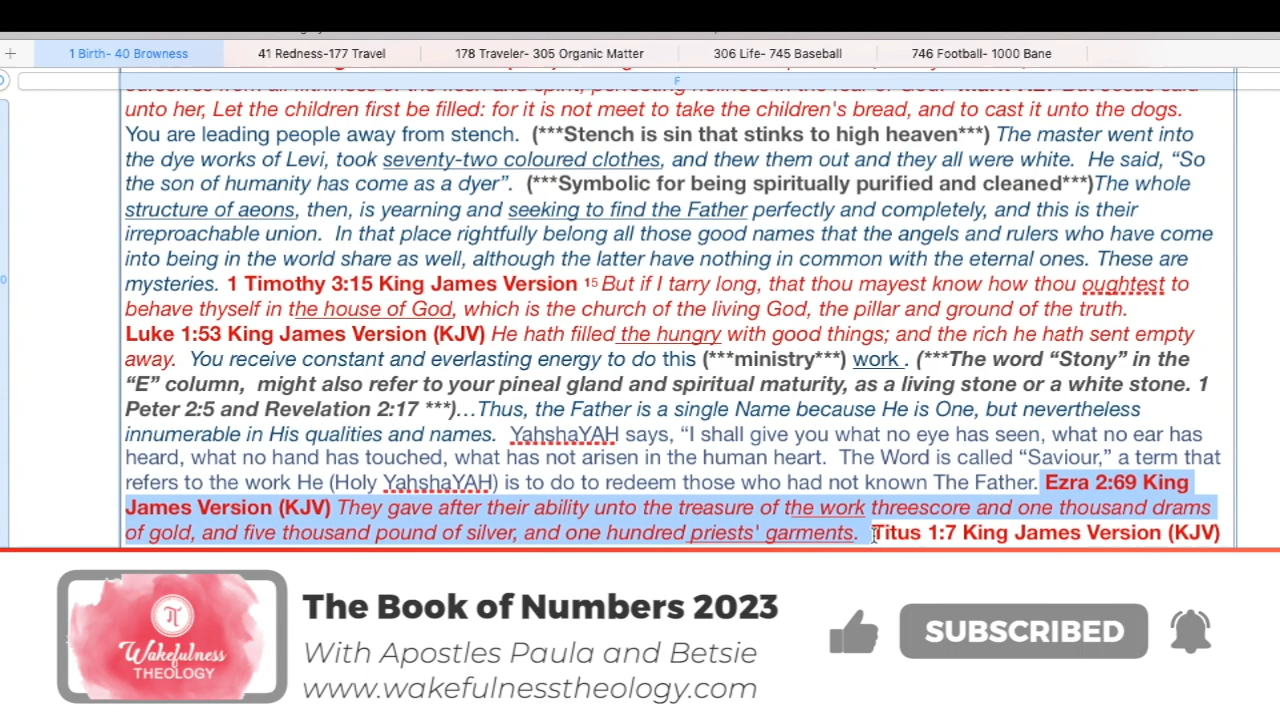 1 Birth- 40 Browness 41 Redness-177 Travel 178 Traveler- 305 Organic Matter 306 Life- 745 Baseball 746 Football- 1000 Bane
F
unto her, Let the children first be filled: for it is not meet to take the children's bread, and to cast it unto the dogs.
You are leading people away from stench. (***Stench is sin that stinks to high heaven***) The master went into
the dye works of Levi, took seventy-two coloured clothes, and thew them out and they all were white. He said, “So
the son of humanity has come as a dyer”. (***Symbolic for being spiritually purified and cleaned***)The whole
structure of aeons, then, is yearning and seeking to find the Father perfectly and completely, and this is their
irreproachable union. In that place rightfully belong all those good names that the angels and rulers who have come
into being in the world share as well, although the latter have nothing in common with the eternal ones. These are
mysteries. 1 Timothy 3:15 King James Version 15 But if I tarry long, that thou mayest know how thou oughtest to
behave thyself in the house of God, which is the church of the living God, the pillar and ground of the truth.
Luke 1:53 King James Version (KJV) He hath filled the hungry with good things; and the rich he hath sent empty
away. You receive constant and everlasting energy to do this (***ministry***) work . (***The word “Stony” in the
“E” column, might also refer to your pineal gland and spiritual maturity, as a living stone or a white stone. 1
Peter 2:5 and Revelation 2:17 ***)…Thus, the Father is a single Name because He is One, but nevertheless
innumerable in His qualities and names. YahshaYAH says, “I shall give you what no eye has seen, what no ear has
heard, what no hand has touched, what has not arisen in the human heart. The Word is called “Saviour,” a term that
refers to the work He (Holy YahshaYAH) is to do to redeem those who had not known The Father. Ezra 2:69 King
James Version (KJV) They gave after their ability unto the treasure of the work threescore and one thousand drams
of gold, and five thousand pound of silver, and one hundred priests' garments. Titus 1:7 King James Version (KJV)
Wakefulness
THEOLOGY
The Book of Numbers 2023
With Apostles Paula and Betsie
www.wakefulnesstheology.com
SUBSCRIBED